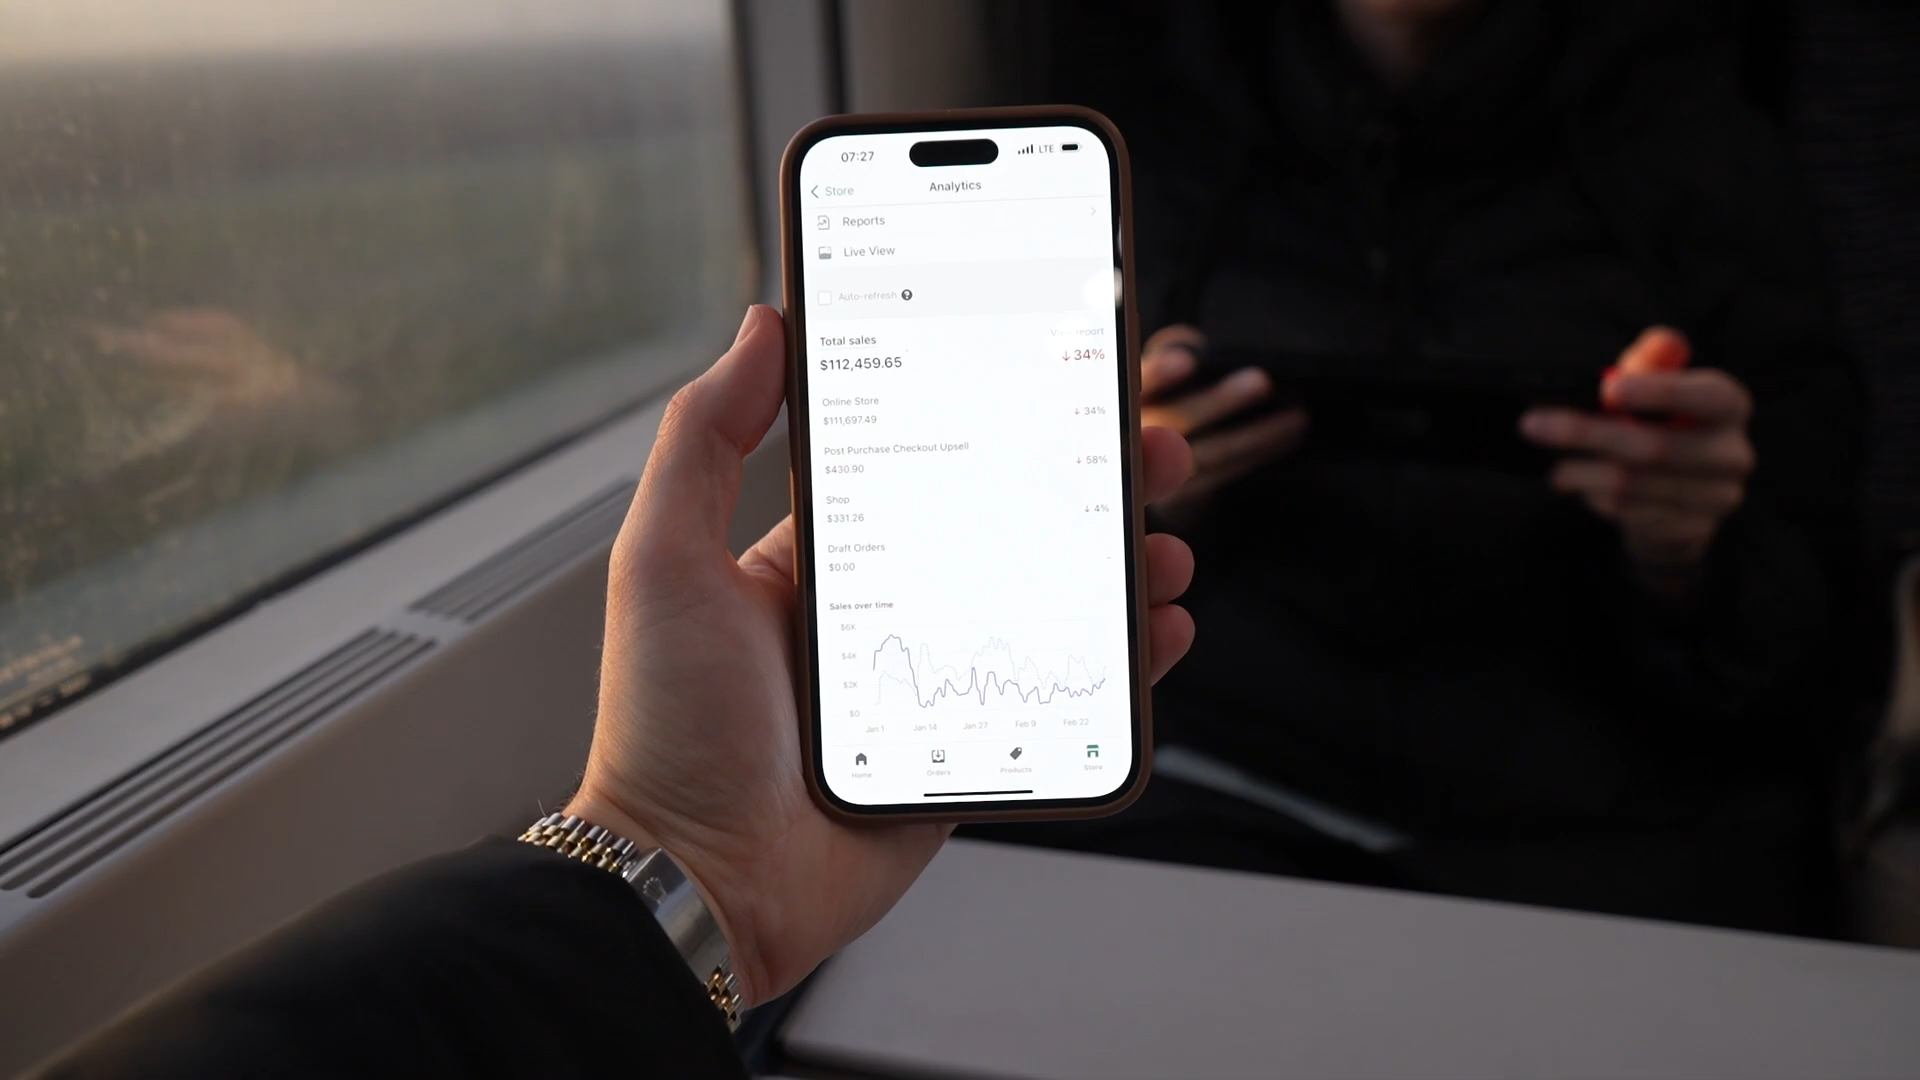 07:27
LTE
Store
Analytics
Reports
Live View
Auto-refresh ?
Total sales
report
$112,459.65
↓ 34%
Online Store
$111,697.49
↓ 34%
Post Purchase Checkout Upsell
$430.90
↓ 58%
Shop
$331.26
↓ 4%
Draft Orders
$0.00
-
Sales over time
$6K
$4K
$2K
$0
Jan 1 Jan 14 Jan 27 Feb 9 Feb 22
Home Orders Products Store